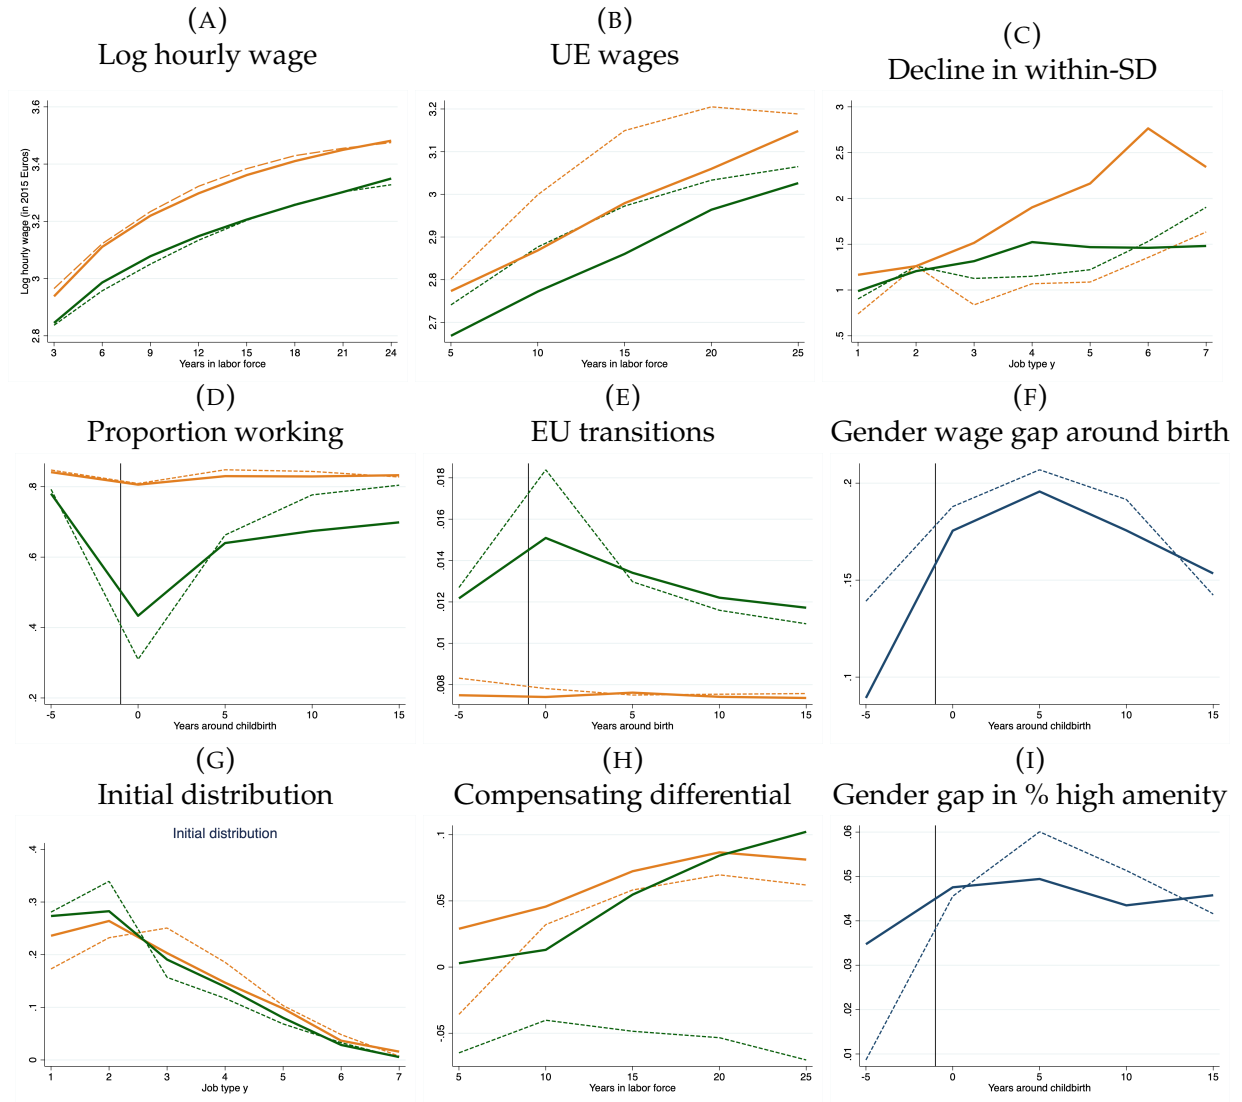 (A)
Log hourly wage
Log hourly wage (in 2015 Euros)
3.6
3.4
3.2
3
2.8
3 6 9 12 15 18 21 24
Years in labor force
(B)
UE wages
3.2
3.1
3
2.9
2.8
2.7
5 10 15 20 25
Years in labor force
(C)
Decline in within-SD
3
2.5
2
1.5
1
.5
1 2 3 4 5 6 7
Job type y
(D)
Proportion working
.8
.6
.4
.2
-5 0 5 10 15
Years around childbirth
(E)
EU transitions
.018
.016
.014
.012
.01
.008
-5 0 5 10 15
Years around birth
(F)
Gender wage gap around birth
.2
.15
.1
-5 0 5 10 15
Years around childbirth
(G)
Initial distribution
Initial distribution
.4
.3
.2
.1
0
1 2 3 4 5 6 7
Job type y
(H)
Compensating differential
.1
.05
0
-.05
5 10 15 20 25
Years in labor force
(I)
Gender gap in % high amenity
.06
.05
.04
.03
.02
.01
-5 0 5 10 15
Years around childbirth